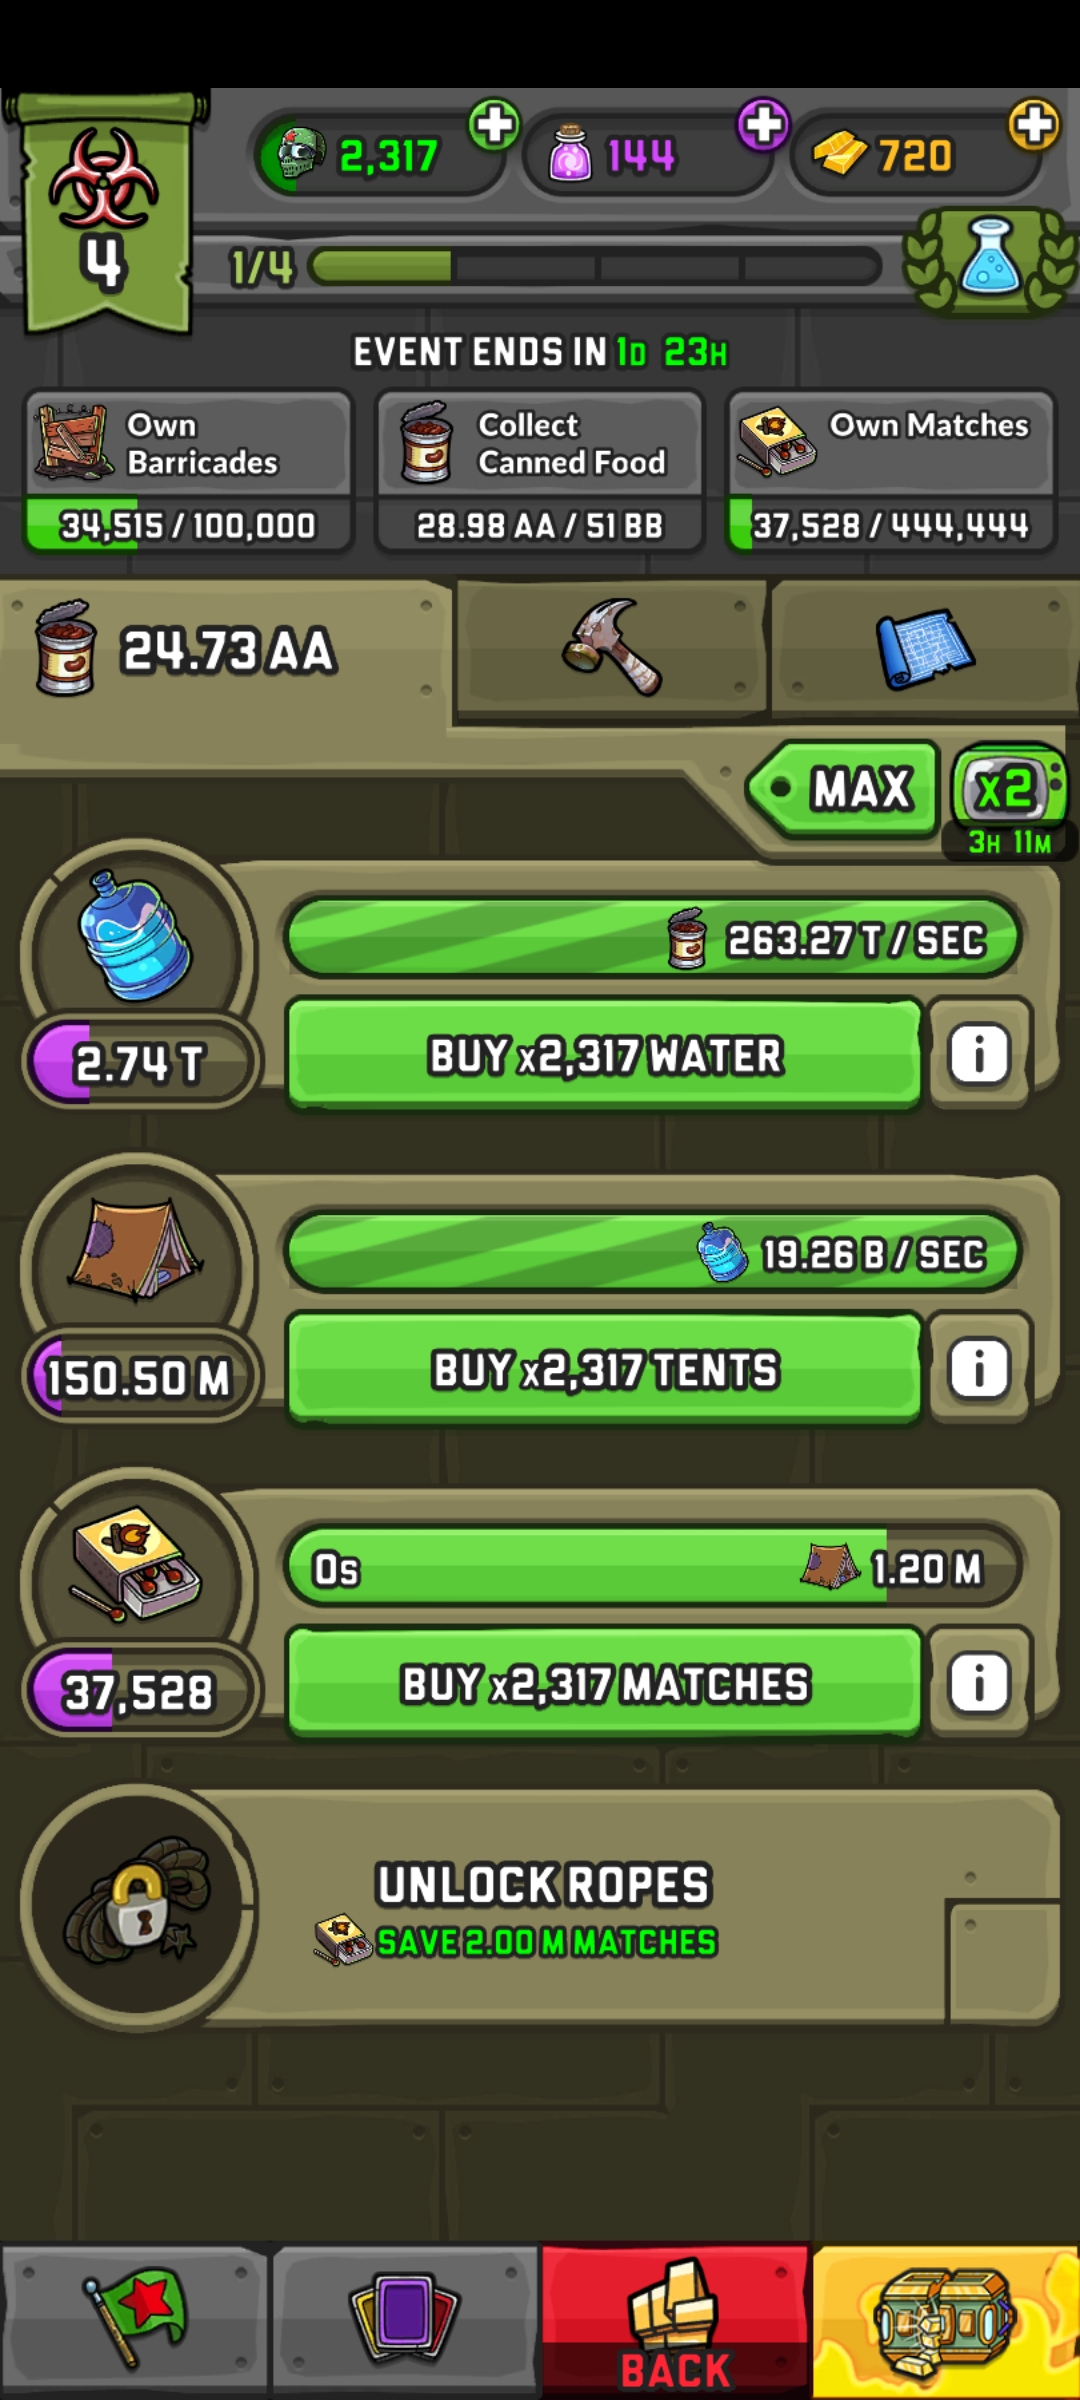 2,317
144
720
4
1/4
EVENT ENDS IN 1D 23H
Own
Barricades
34,515 / 100,000
Collect
Canned Food
28.98 AA / 51 BB
Own Matches
37,528 / 444,444
24.73 AA
MAX
x2
3H 11M
263.27 T / SEC
2.74 T
BUY x2,317 WATER
i
19.26 B / SEC
150.50 M
BUY x2,317 TENTS
i
0s
1.20 M
37,528
BUY x2,317 MATCHES
i
UNLOCK ROPES
SAVE 2.00 M MATCHES
BACK